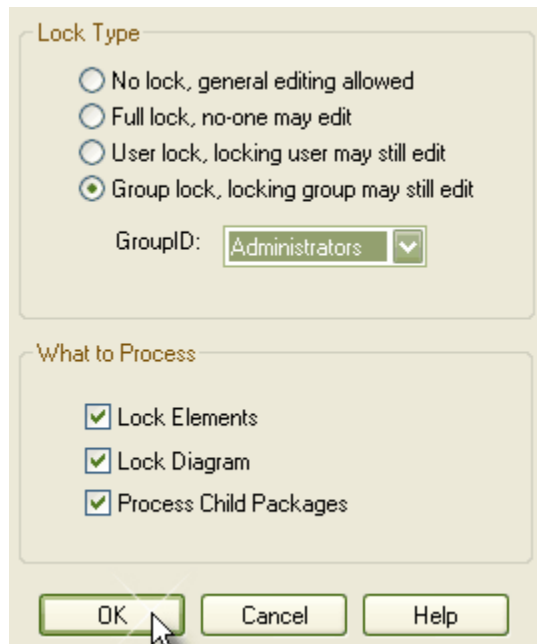 Lock Type
No lock, general editing allowed
Full lock, no-one may edit
User lock, locking user may still edit
Group lock, locking group may still edit
GroupID: Administrators
What to Process
Lock Elements
Lock Diagram
Process Child Packages
OK Cancel Help